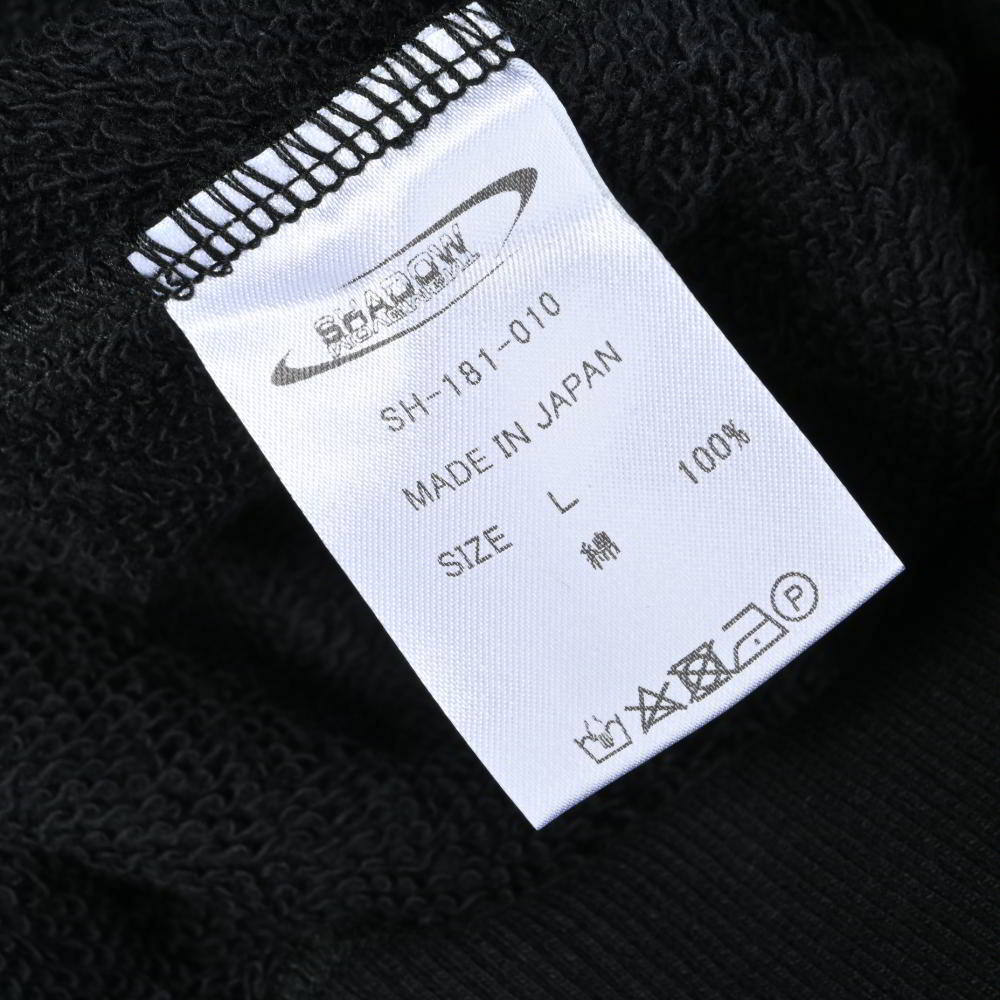 SHADOW
SH-181-010
MADE IN JAPAN
SIZE L
綿 100%
P